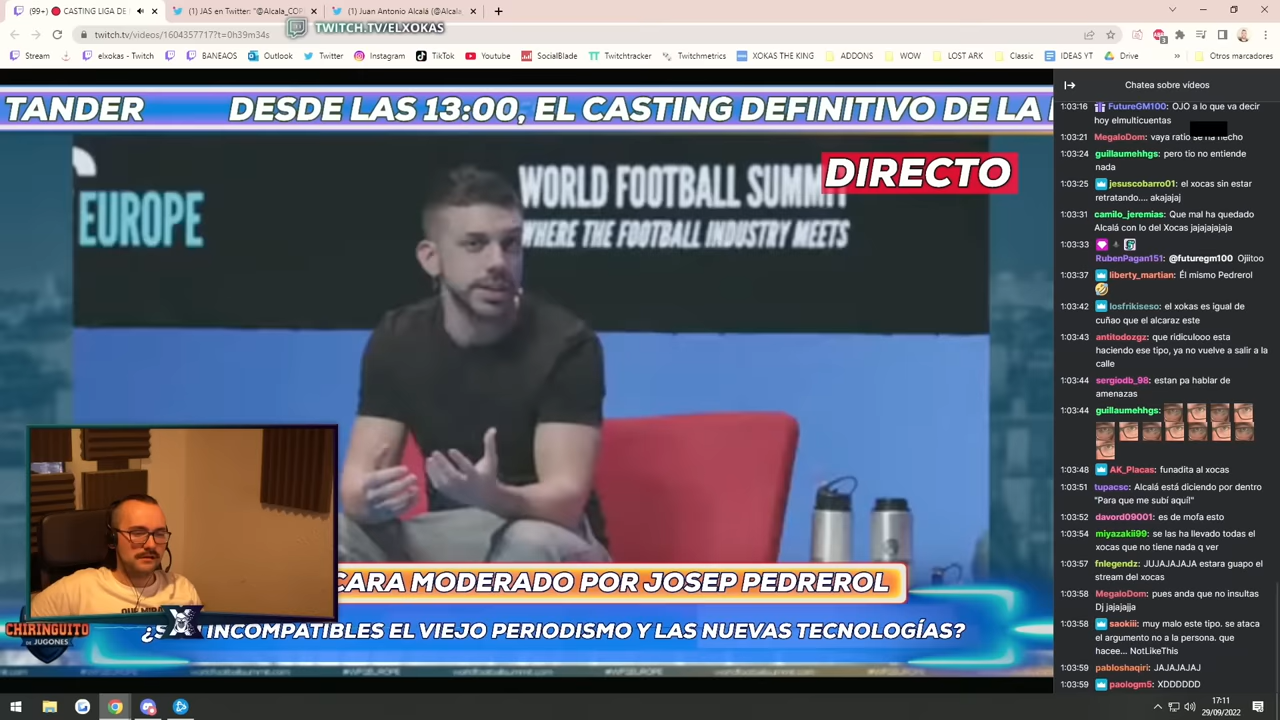 (99+) CASTING LIGA DE
JAS en Twitter: "@Alcala_COP
Juan Antonio Alcalá (@Alcala_
TWITCH.TV/ELXOKAS
twitch.tv/videos/1604357717?t=0h39m34s
Stream
elxokas - Twitch
BANEAOS
Outlook
Twitter
Instagram
TikTok
Youtube
SocialBlade
Twitchtracker
Twitchmetrics
XOKAS THE KING
ADDONS
WOW
LOST ARK
Classic
IDEAS YT
Drive
»
Otros marcadores
TANDER DESDE LAS 13:00, EL CASTING DEFINITIVO DE LA
DIRECTO
EUROPE
WORLD FOOTBALL SUMMIT
WHERE THE FOOTBALL INDUSTRY MEETS
CARA MODERADO POR JOSEP PEDREROL
CHIRINGUITO
DE JUGONES
INCOMPATIBLES EL VIEJO PERIODISMO Y LAS NUEVAS TECNOLOGÍAS?
Chatea sobre vídeos
1:03:16 FutureGM100: OJO a lo que va decir
hoy elmulticuentas
1:03:21 MegaloDom: vaya ratio se ha hecho
1:03:24 guillaumehhgs: pero tio no entiende
nada
1:03:25 jesuscobarro01: el xocas sin estar
retratando.... akajajaj
1:03:31 camilo_jeremias: Que mal ha quedado
Alcalá con lo del Xocas jajajajajaja
1:03:33
RubenPagan151: @futuregm100 Ojiitoo
1:03:37 liberty_martian: Él mismo Pedrerol
1:03:42 losfrikiseso: el xokas es igual de
cuñao que el alcaraz este
1:03:43 antitodozgz: que ridiculooo esta
haciendo ese tipo, ya no vuelve a salir a la
calle
1:03:44 sergiodb_98: estan pa hablar de
amenazas
1:03:44 guillaumehhgs:
1:03:48 AK_Placas: funadita al xocas
1:03:51 tupacsc: Alcalá está diciendo por dentro
"Para que me subí aquí!"
1:03:52 davord09001: es de mofa esto
1:03:54 miyazakii99: se las ha llevado todas el
xocas que no tiene nada q ver
1:03:57 fnlegendz: JUJAJAJAJA estara guapo el
stream del xocas
1:03:58 MegaloDom: pues anda que no insultas
Dj jajajajja
1:03:58 saokiii: muy malo este tipo. se ataca
el argumento no a la persona. que
hacee... NotLikeThis
1:03:59 pabloshaqiri: JAJAJAJAJ
1:03:59 paologm5: XDDDDDD
17:11
29/09/2022